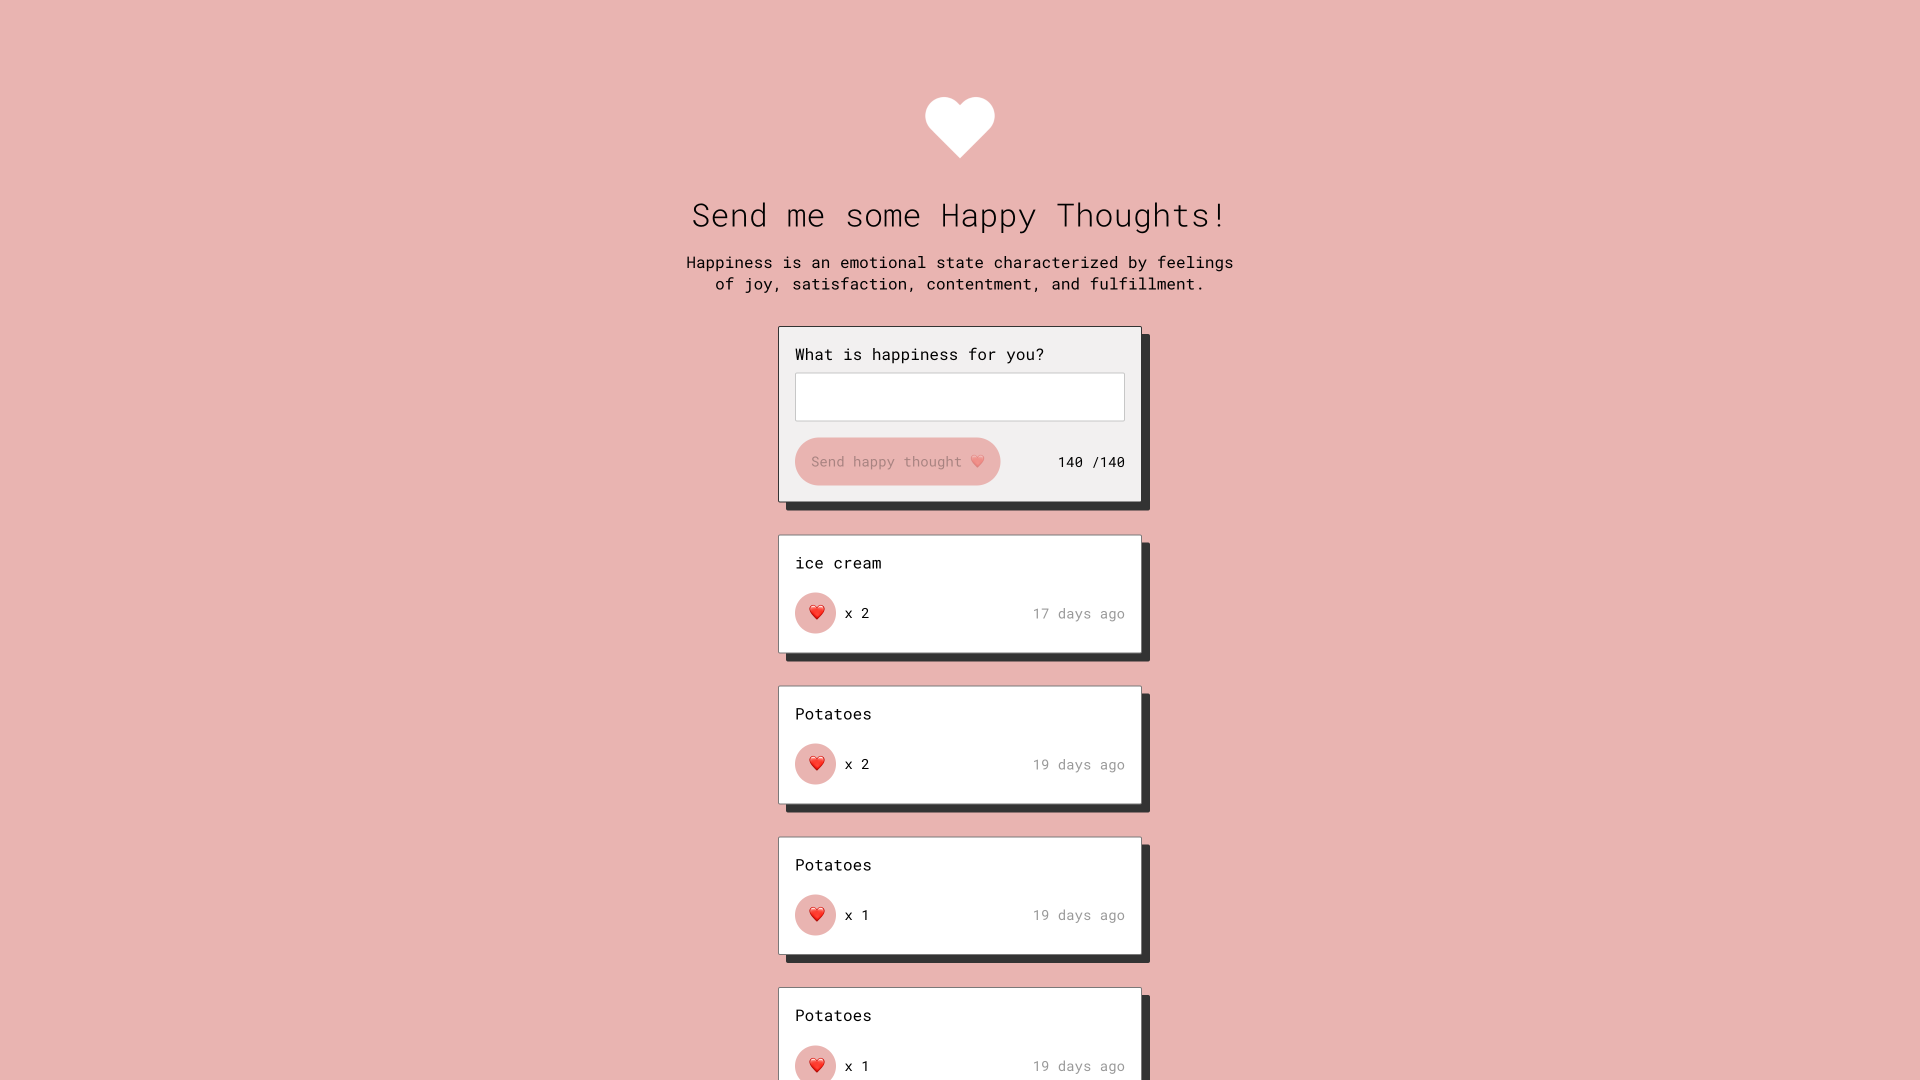 Send me some Happy Thoughts!
Happiness is an emotional state characterized by feelings
of joy, satisfaction, contentment, and fulfillment.
What is happiness for you?
Send happy thought ❤️ 140 /140
ice cream
❤️ x 2 17 days ago
Potatoes
❤️ x 2 19 days ago
Potatoes
❤️ x 1 19 days ago
Potatoes
❤️ x 1 19 days ago